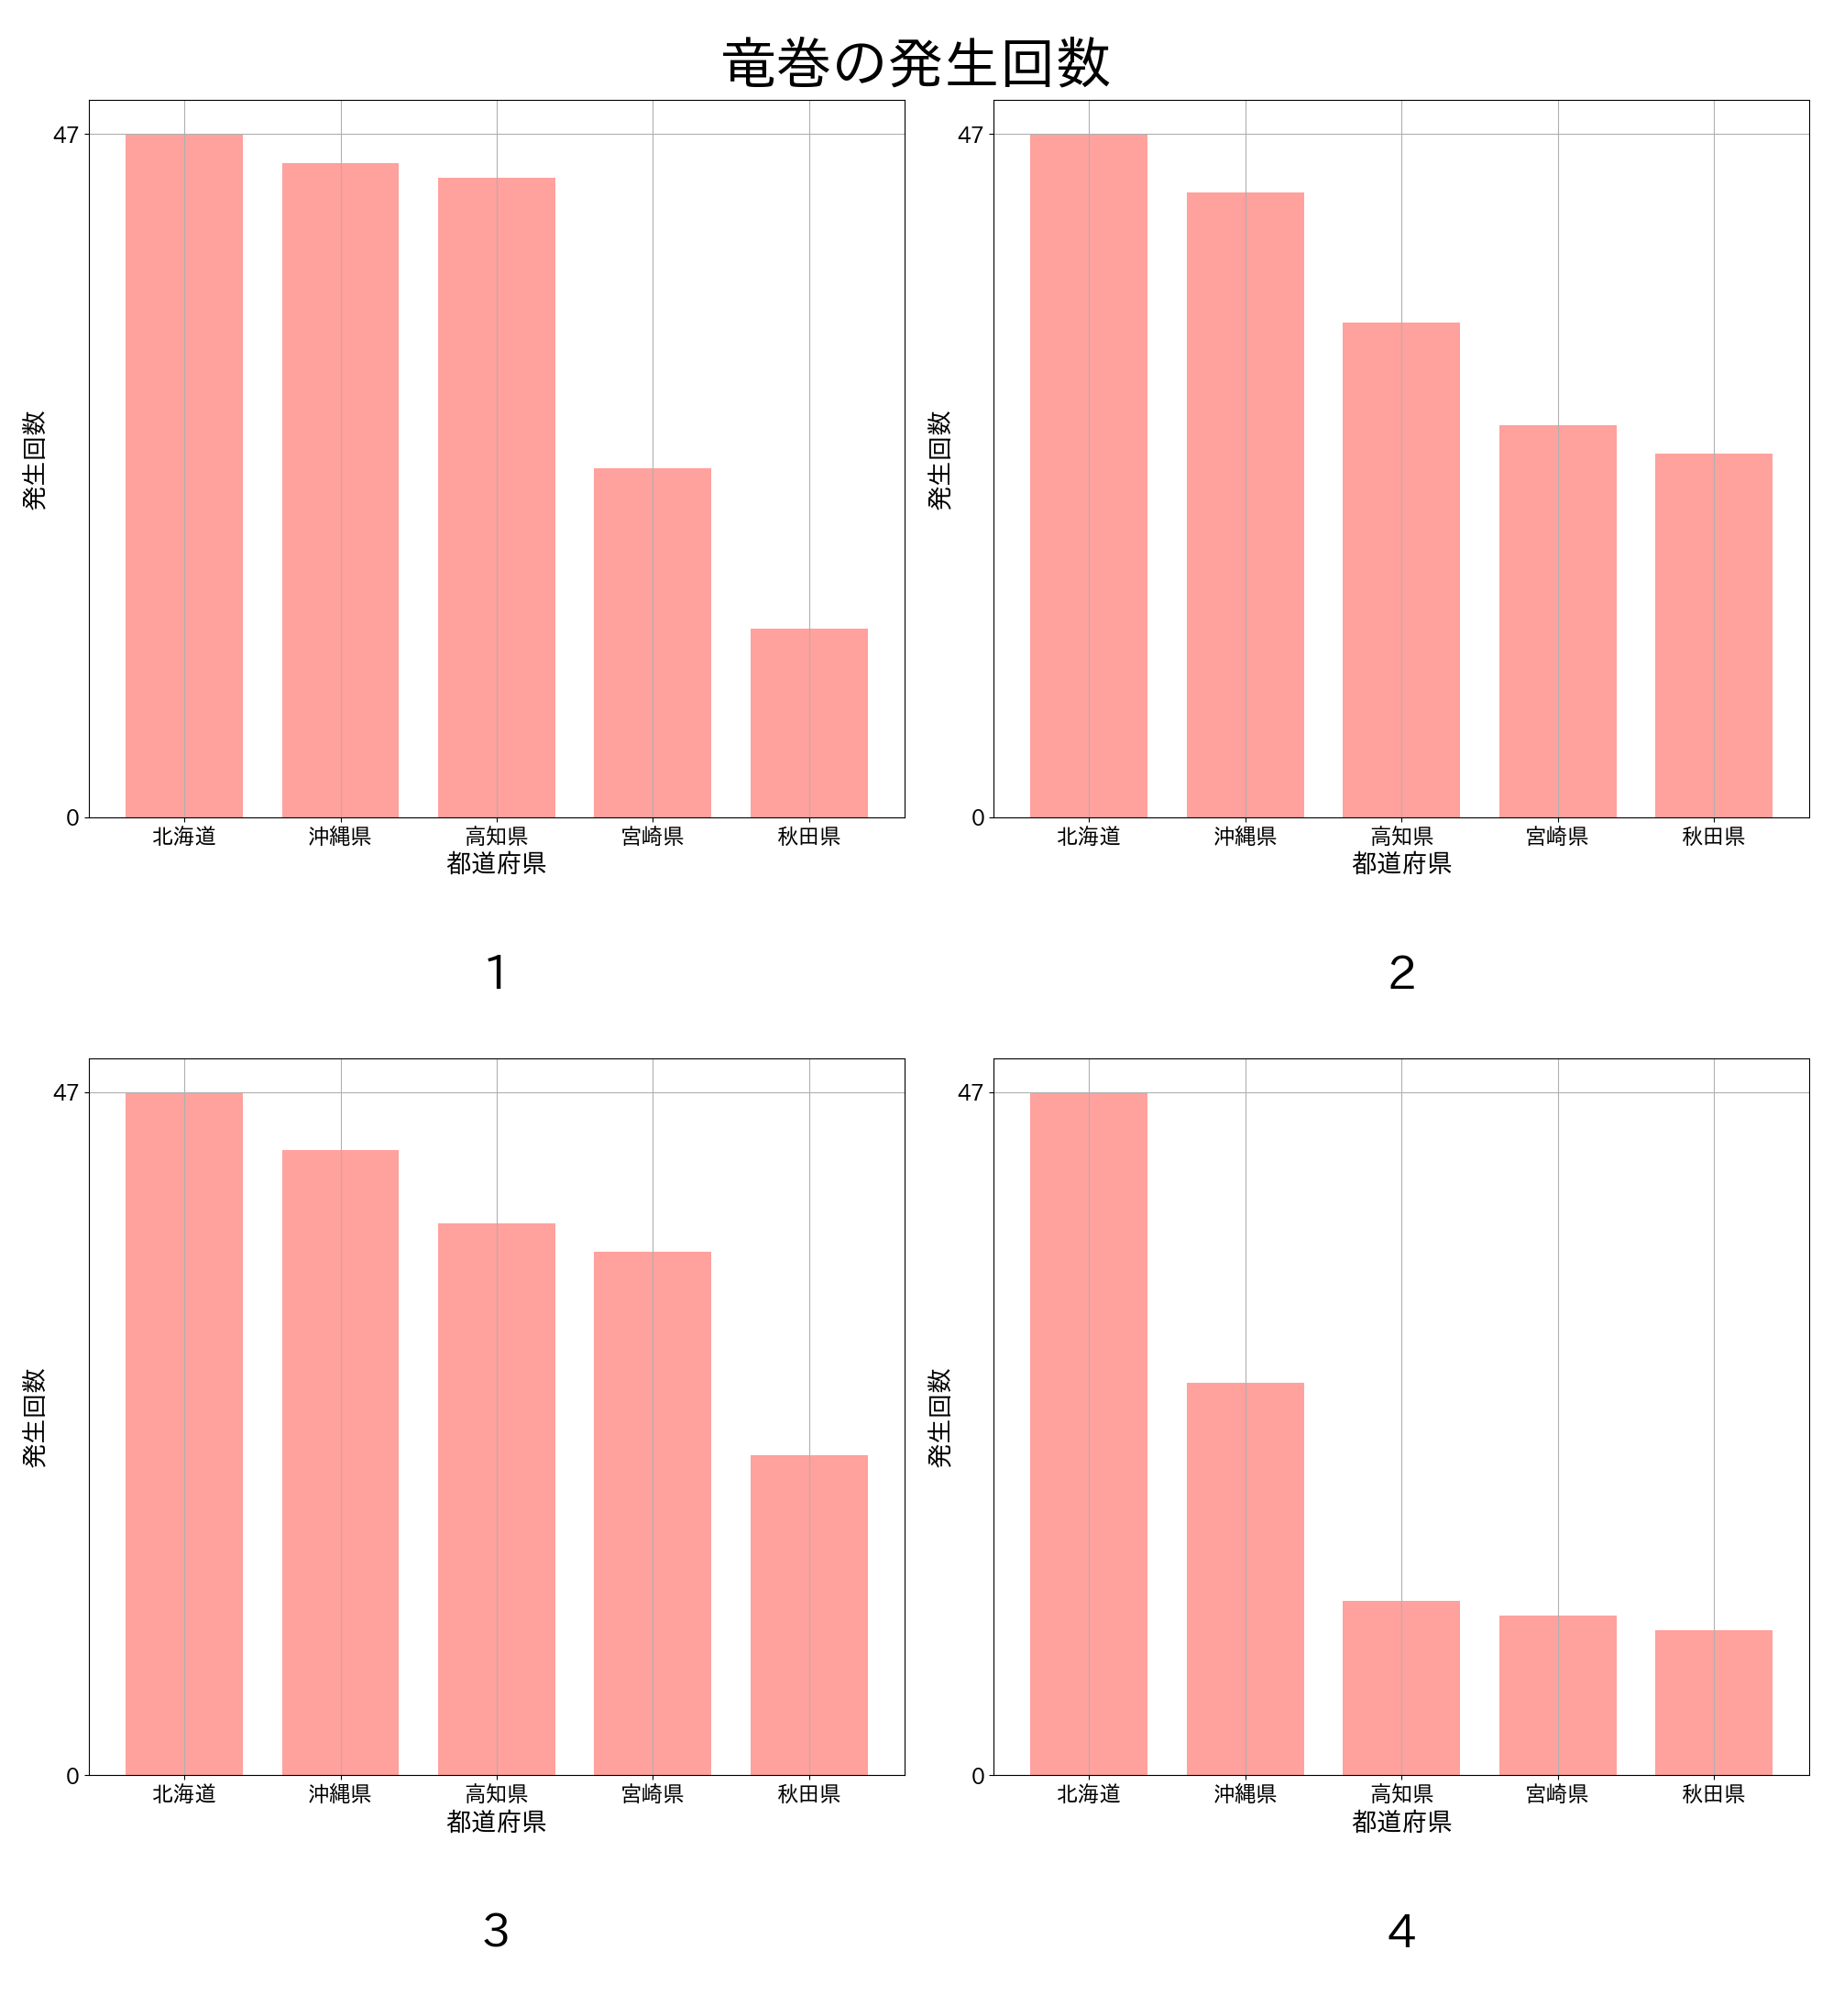 竜巻の発生回数
47
0
発生回数
北海道 沖縄県 高知県 宮崎県 秋田県
都道府県
1
47
0
発生回数
北海道 沖縄県 高知県 宮崎県 秋田県
都道府県
2
47
0
発生回数
北海道 沖縄県 高知県 宮崎県 秋田県
都道府県
3
47
0
発生回数
北海道 沖縄県 高知県 宮崎県 秋田県
都道府県
4